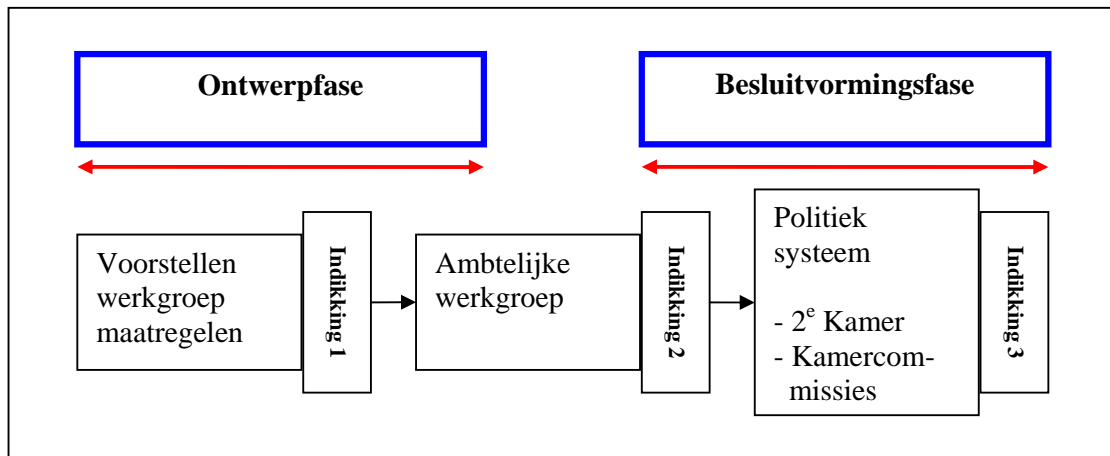 Ontwerpfase
Besluitvormingsfase
Voorstellen
werkgroep
maatregelen
Indikking 1
Ambtelijke
werkgroep
Indikking 2
Politiek
systeem
- 2e Kamer
- Kamercom-
missies
Indikking 3